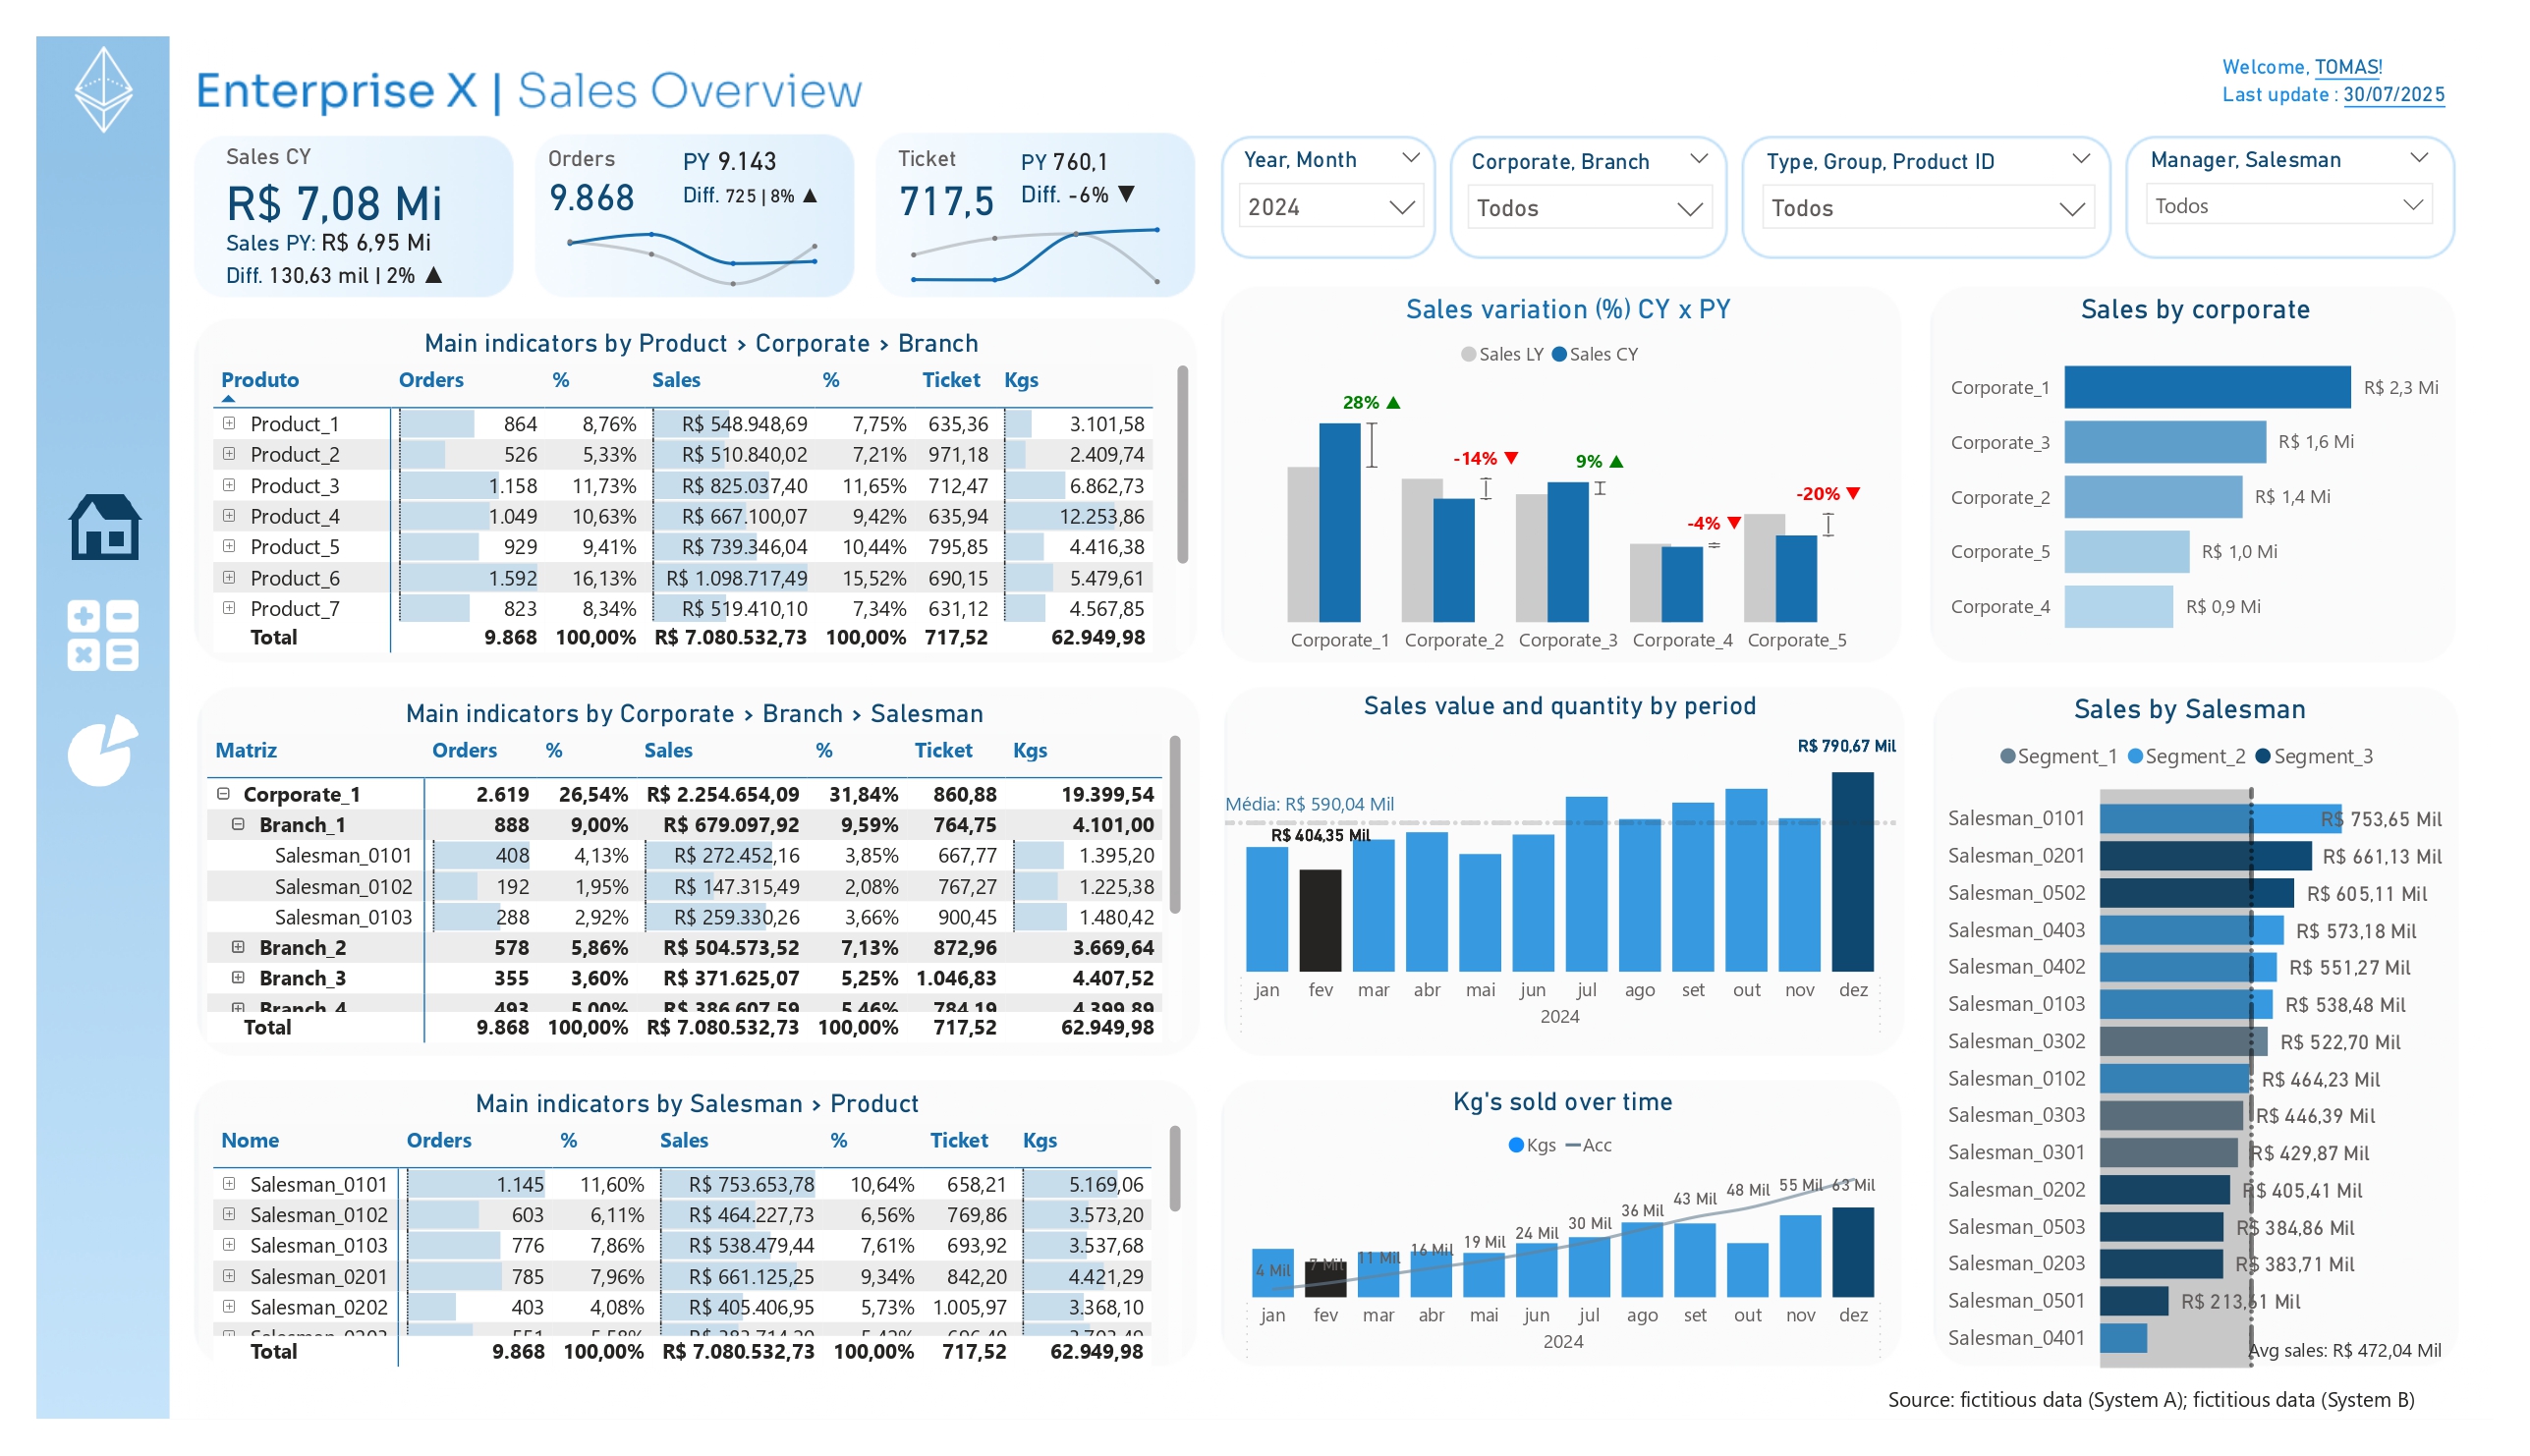 Enterprise X | Sales Overview
Welcome, TOMAS!
Last update : 30/07/2025
Sales CY
R$ 7,08 Mi
Sales PY: R$ 6,95 Mi
Diff. 130,63 mil | 2% ▲
Orders
9.868
PY 9.143
Diff. 725 | 8% ▲
Ticket
717,5
PY 760,1
Diff. -6% ▼
Year, Month
2024
Corporate, Branch
Todos
Type, Group, Product ID
Todos
Manager, Salesman
Todos
Main indicators by Product › Corporate › Branch
Produto Orders % Sales % Ticket Kgs
Product_1 864 8,76% R$ 548.948,69 7,75% 635,36 3.101,58
Product_2 526 5,33% R$ 510.840,02 7,21% 971,18 2.409,74
Product_3 1.158 11,73% R$ 825.037,40 11,65% 712,47 6.862,73
Product_4 1.049 10,63% R$ 667.100,07 9,42% 635,94 12.253,86
Product_5 929 9,41% R$ 739.346,04 10,44% 795,85 4.416,38
Product_6 1.592 16,13% R$ 1.098.717,49 15,52% 690,15 5.479,61
Product_7 823 8,34% R$ 519.410,10 7,34% 631,12 4.567,85
Total 9.868 100,00% R$ 7.080.532,73 100,00% 717,52 62.949,98
Sales variation (%) CY x PY
Sales LY Sales CY
28% ▲
-14% ▼
9% ▲
-4% ▼
-20% ▼
Corporate_1 Corporate_2 Corporate_3 Corporate_4 Corporate_5
Sales by corporate
Corporate_1 R$ 2,3 Mi
Corporate_3 R$ 1,6 Mi
Corporate_2 R$ 1,4 Mi
Corporate_5 R$ 1,0 Mi
Corporate_4 R$ 0,9 Mi
Main indicators by Corporate › Branch › Salesman
Matriz Orders % Sales % Ticket Kgs
Corporate_1 2.619 26,54% R$ 2.254.654,09 31,84% 860,88 19.399,54
Branch_1 888 9,00% R$ 679.097,92 9,59% 764,75 4.101,00
Salesman_0101 408 4,13% R$ 272.452,16 3,85% 667,77 1.395,20
Salesman_0102 192 1,95% R$ 147.315,49 2,08% 767,27 1.225,38
Salesman_0103 288 2,92% R$ 259.330,26 3,66% 900,45 1.480,42
Branch_2 578 5,86% R$ 504.573,52 7,13% 872,96 3.669,64
Branch_3 355 3,60% R$ 371.625,07 5,25% 1.046,83 4.407,52
Branch_4 493 5,00% R$ 386.607,59 5,46% 784,19 4.399,89
Total 9.868 100,00% R$ 7.080.532,73 100,00% 717,52 62.949,98
Sales value and quantity by period
R$ 790,67 Mil
Média: R$ 590,04 Mil
R$ 404,35 Mil
jan fev mar abr mai jun jul ago set out nov dez
2024
Sales by Salesman
Segment_1 Segment_2 Segment_3
Salesman_0101 R$ 753,65 Mil
Salesman_0201 R$ 661,13 Mil
Salesman_0502 R$ 605,11 Mil
Salesman_0403 R$ 573,18 Mil
Salesman_0402 R$ 551,27 Mil
Salesman_0103 R$ 538,48 Mil
Salesman_0302 R$ 522,70 Mil
Salesman_0102 R$ 464,23 Mil
Salesman_0303 R$ 446,39 Mil
Salesman_0301 R$ 429,87 Mil
Salesman_0202 R$ 405,41 Mil
Salesman_0503 R$ 384,86 Mil
Salesman_0203 R$ 383,71 Mil
Salesman_0501 R$ 213,61 Mil
Salesman_0401
Avg sales: R$ 472,04 Mil
Main indicators by Salesman › Product
Nome Orders % Sales % Ticket Kgs
Salesman_0101 1.145 11,60% R$ 753.653,78 10,64% 658,21 5.169,06
Salesman_0102 603 6,11% R$ 464.227,73 6,56% 769,86 3.573,20
Salesman_0103 776 7,86% R$ 538.479,44 7,61% 693,92 3.537,68
Salesman_0201 785 7,96% R$ 661.125,25 9,34% 842,20 4.421,29
Salesman_0202 403 4,08% R$ 405.406,95 5,73% 1.005,97 3.368,10
Total 9.868 100,00% R$ 7.080.532,73 100,00% 717,52 62.949,98
Kg's sold over time
Kgs Acc
4 Mil 7 Mil 11 Mil 16 Mil 19 Mil 24 Mil 30 Mil 36 Mil 43 Mil 48 Mil 55 Mil 63 Mil
jan fev mar abr mai jun jul ago set out nov dez
2024
Source: fictitious data (System A); fictitious data (System B)